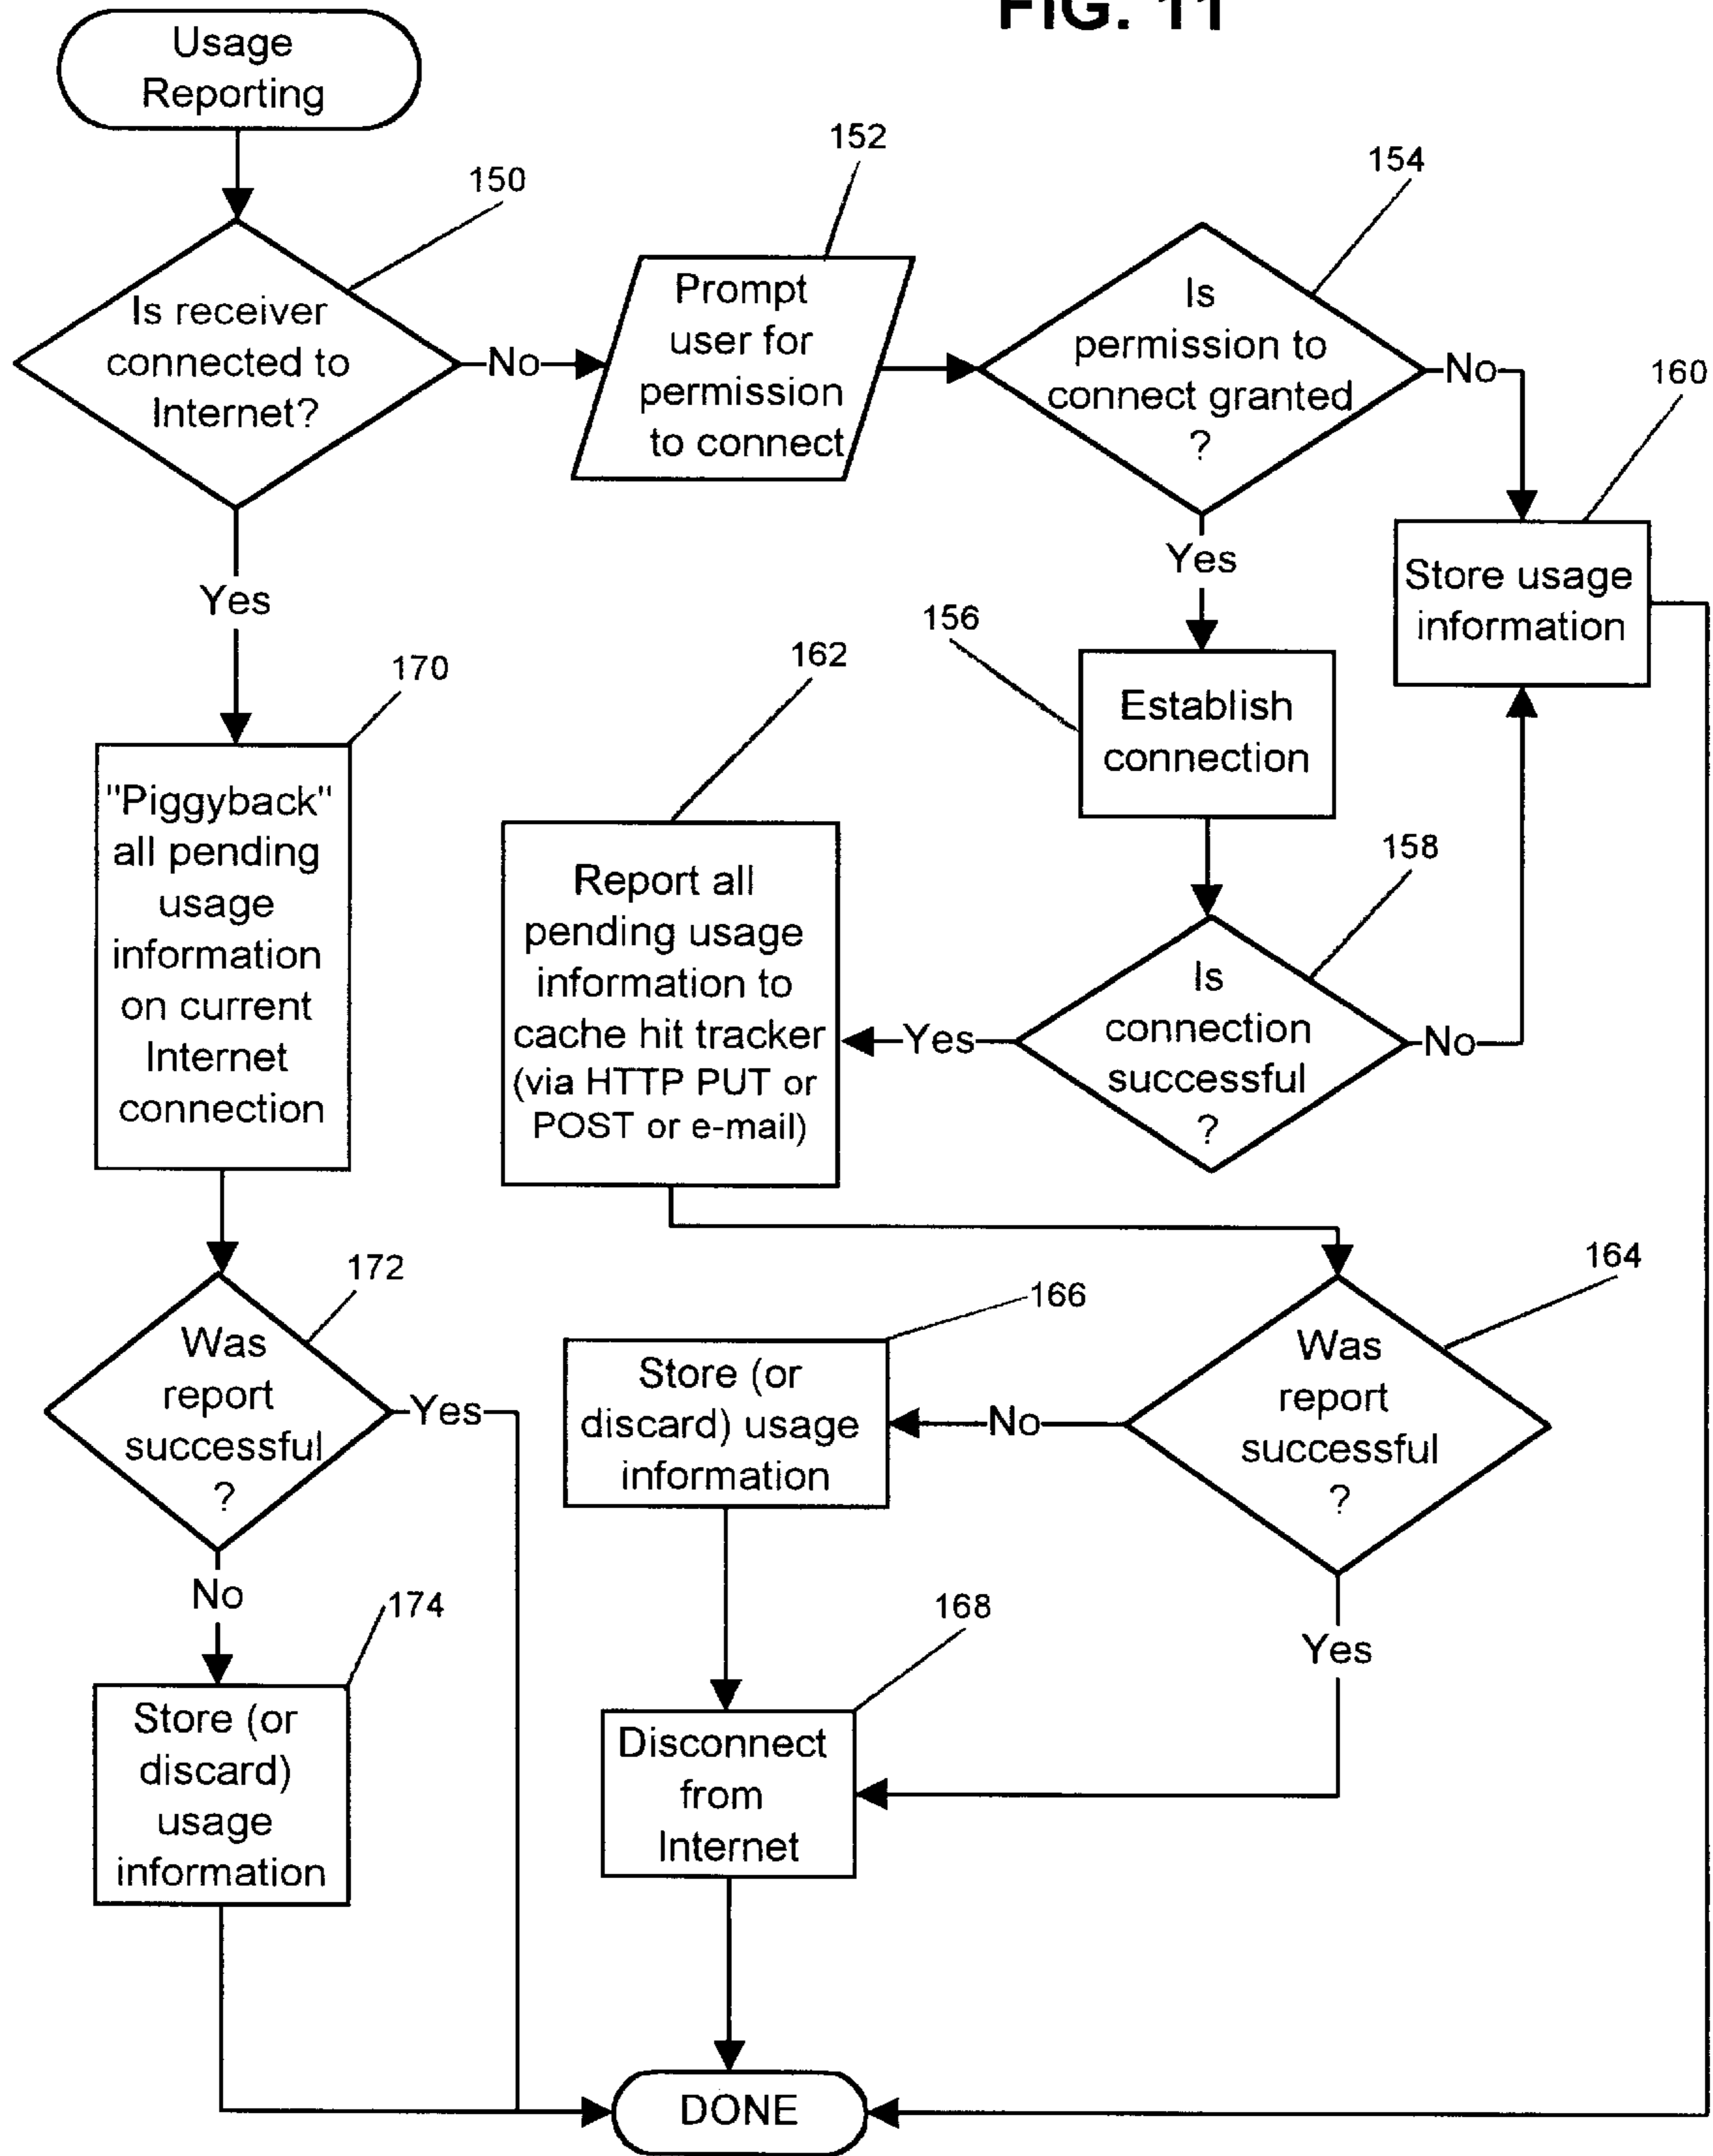 FIG. 11
Usage
Reporting
150
Is receiver
connected to
Internet?
No
152
Prompt
user for
permission
to connect
154
Is
permission to
connect granted
?
No
160
Store usage
information
Yes
156
Establish
connection
158
Is
connection
successful
?
No
Yes
162
Report all
pending usage
information to
cache hit tracker
(via HTTP PUT or
POST or e-mail)
164
Was
report
successful
?
No
166
Store (or
discard) usage
information
Yes
168
Disconnect
from
Internet
Yes
170
"Piggyback"
all pending
usage
information
on current
Internet
connection
172
Was
report
successful
?
Yes
No
174
Store (or
discard)
usage
information
DONE